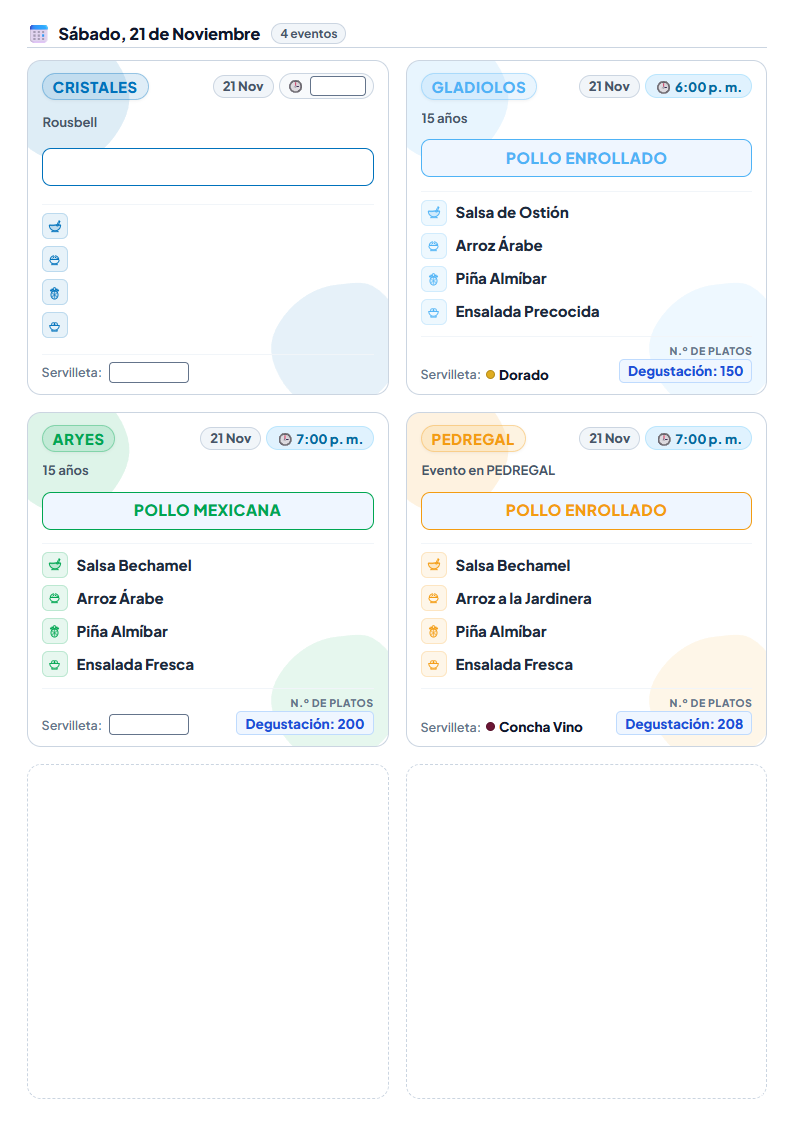 Sábado, 21 de Noviembre 4 eventos
CRISTALES 21 Nov
Rousbell
Servilleta:
GLADIOLOS 21 Nov 6:00 p. m.
15 años
POLLO ENROLLADO
Salsa de Ostión
Arroz Árabe
Piña Almíbar
Ensalada Precocida
N.º DE PLATOS
Servilleta: Dorado Degustación: 150
ARYES 21 Nov 7:00 p. m.
15 años
POLLO MEXICANA
Salsa Bechamel
Arroz Árabe
Piña Almíbar
Ensalada Fresca
N.º DE PLATOS
Servilleta: Degustación: 200
PEDREGAL 21 Nov 7:00 p. m.
Evento en PEDREGAL
POLLO ENROLLADO
Salsa Bechamel
Arroz a la Jardinera
Piña Almíbar
Ensalada Fresca
N.º DE PLATOS
Servilleta: Concha Vino Degustación: 208